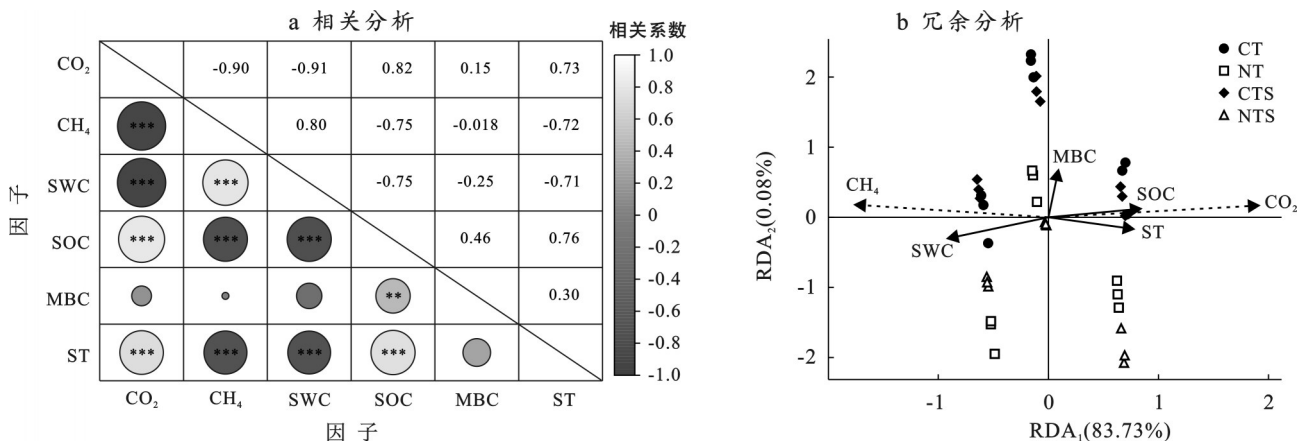 a 相关分析
相关系数
CO₂ -0.90 -0.91 0.82 0.15 0.73
CH₄ *** 0.80 -0.75 -0.018 -0.72
SWC *** *** -0.75 -0.25 -0.71
SOC *** *** *** 0.46 0.76
MBC ** 0.30
ST *** *** *** ***
CO₂ CH₄ SWC SOC MBC ST
因子
因子
1.0
0.8
0.6
0.4
0.2
0
-0.2
-0.4
-0.6
-0.8
-1.0
b 冗余分析
CT
NT
CTS
NTS
MBC
CH₄
SOC
CO₂
SWC
ST
2
1
0
-1
-2
RDA₂(0.08%)
-1 0 1 2
RDA₁(83.73%)